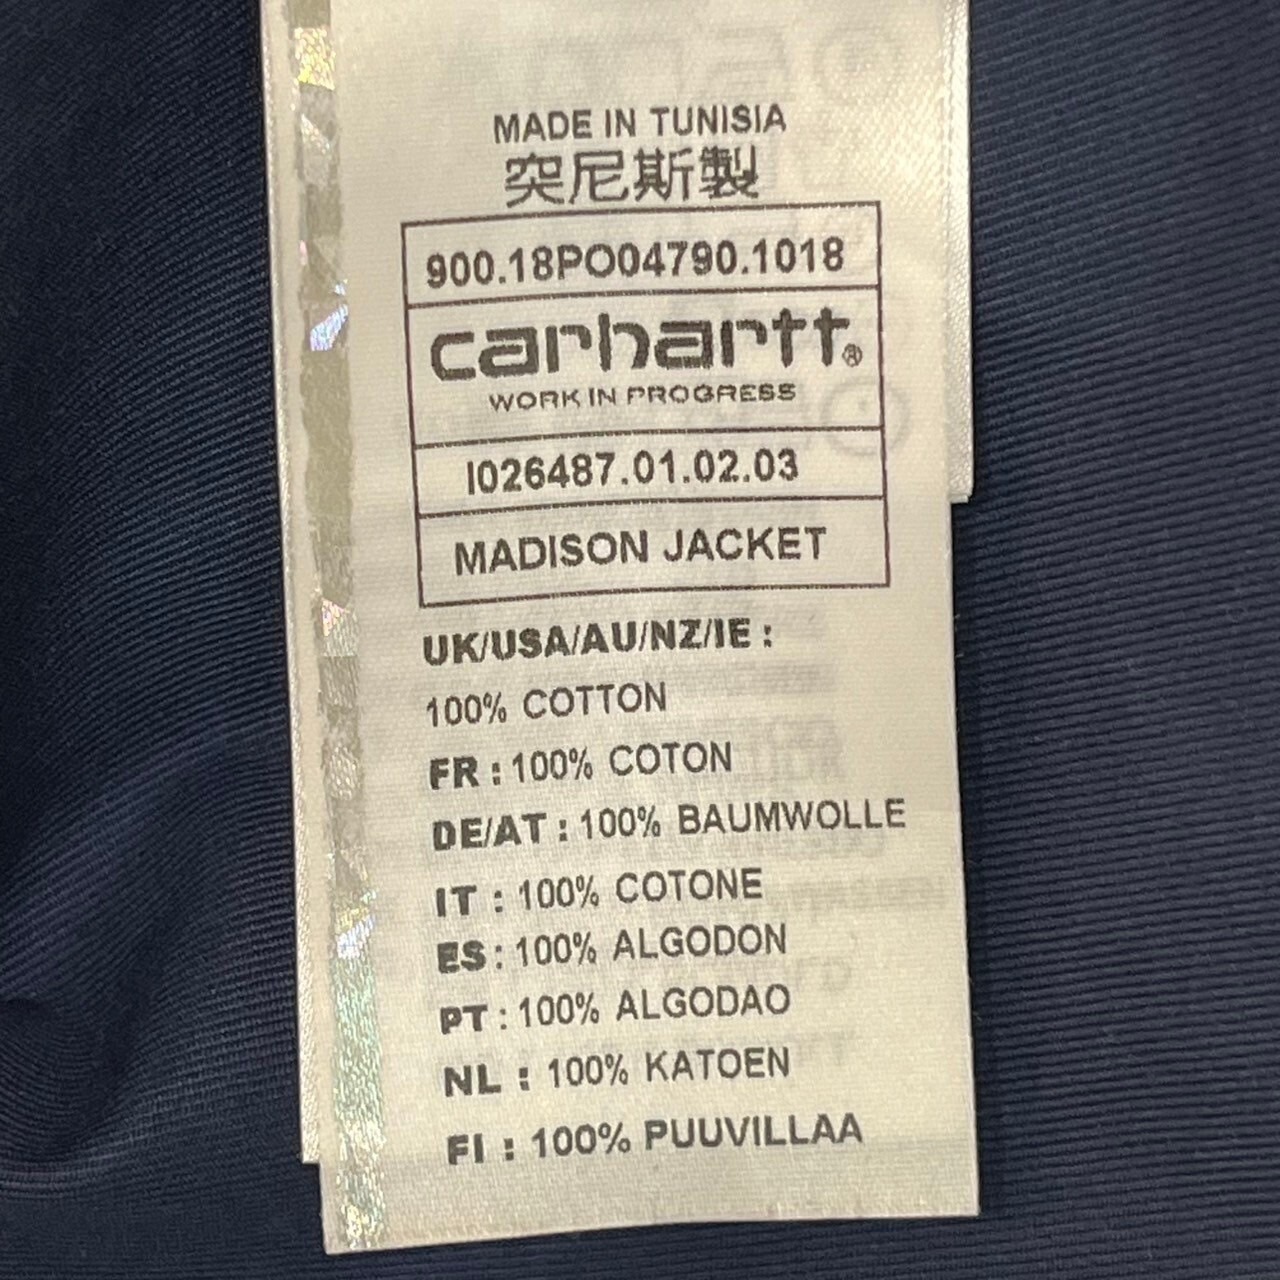 MADE IN TUNISIA
突尼斯製
900.18PO04790.1018
carhartt®
WORK IN PROGRESS
I026487.01.02.03
MADISON JACKET
UK/USA/AU/NZ/IE :
100% COTTON
FR : 100% COTON
DE/AT : 100% BAUMWOLLE
IT : 100% COTONE
ES : 100% ALGODON
PT : 100% ALGODAO
NL : 100% KATOEN
FI : 100% PUUVILLAA